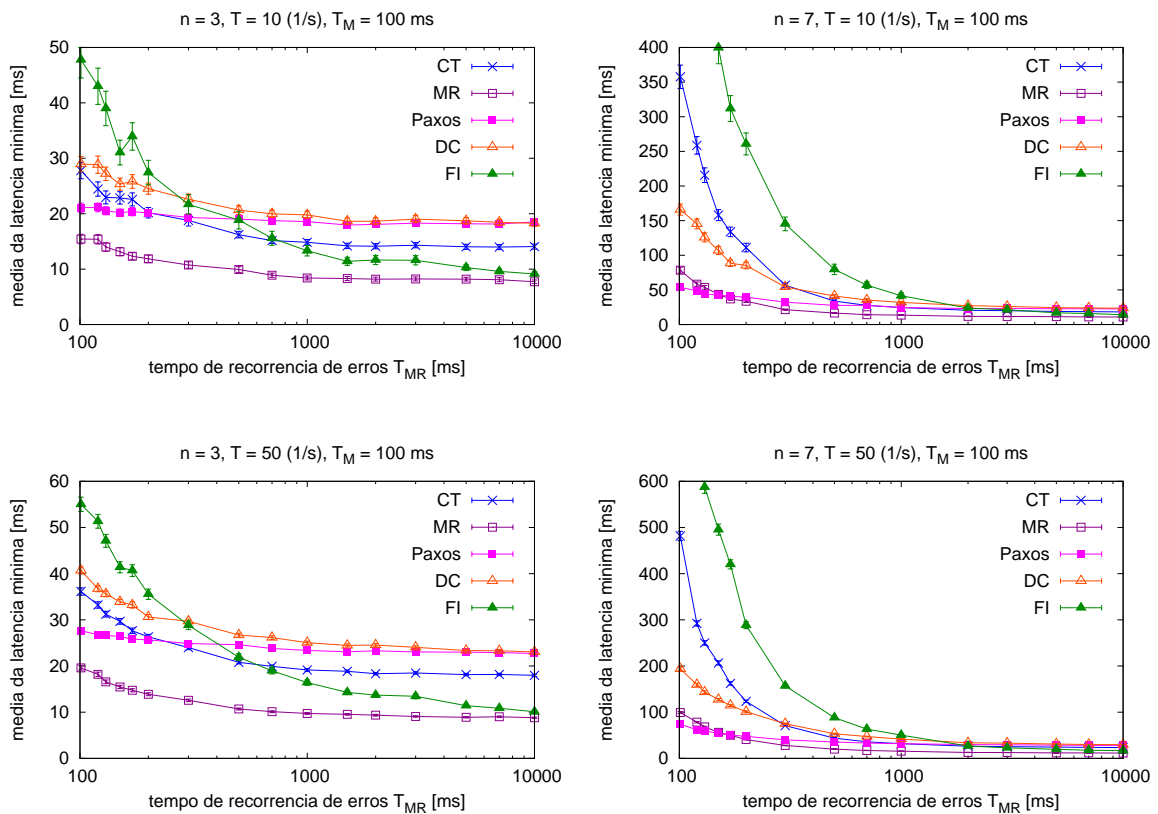 n = 3, T = 10 (1/s), T_M = 100 ms
media da latencia minima [ms]
50
40
30
20
10
0
100
1000
10000
tempo de recorrencia de erros T_MR [ms]
CT
MR
Paxos
DC
FI
n = 7, T = 10 (1/s), T_M = 100 ms
media da latencia minima [ms]
400
350
300
250
200
150
100
50
0
100
1000
10000
tempo de recorrencia de erros T_MR [ms]
CT
MR
Paxos
DC
FI
n = 3, T = 50 (1/s), T_M = 100 ms
media da latencia minima [ms]
60
50
40
30
20
10
0
100
1000
10000
tempo de recorrencia de erros T_MR [ms]
CT
MR
Paxos
DC
FI
n = 7, T = 50 (1/s), T_M = 100 ms
media da latencia minima [ms]
600
500
400
300
200
100
0
100
1000
10000
tempo de recorrencia de erros T_MR [ms]
CT
MR
Paxos
DC
FI